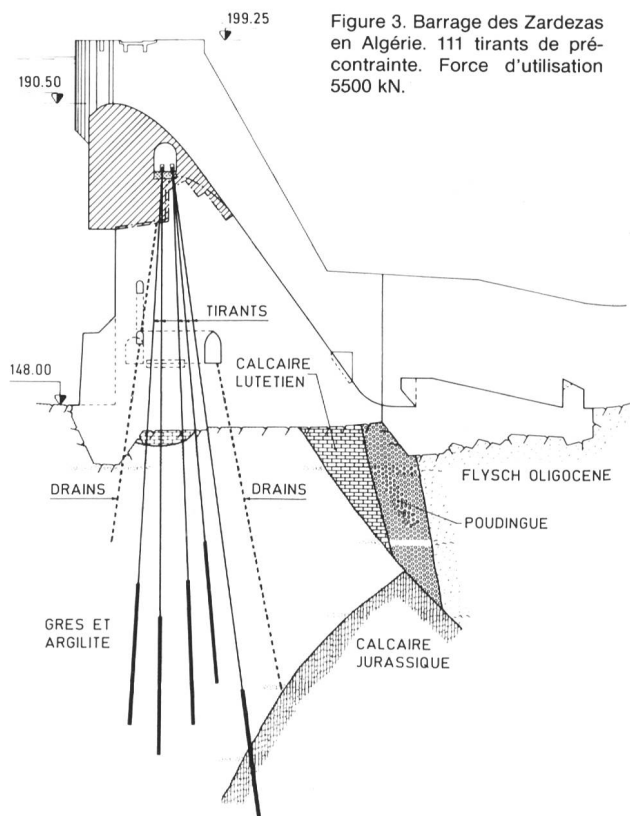 199.25
Figure 3. Barrage des Zardezas
en Algérie. 111 tirants de pré-
contrainte. Force d'utilisation
5500 kN.
190.50
TIRANTS
CALCAIRE
LUTETIEN
148.00
FLYSCH OLIGOCENE
DRAINS
DRAINS
POUDINGUE
GRES ET
ARGILITE
CALCAIRE
JURASSIQUE